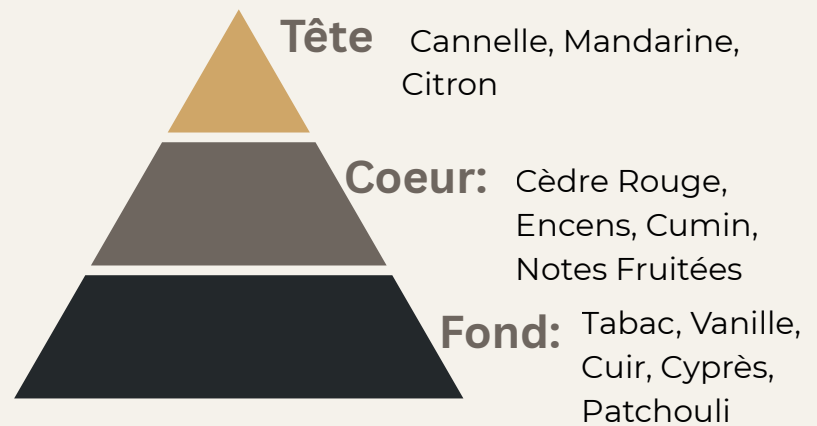 Tête Cannelle, Mandarine,
Citron
Coeur: Cèdre Rouge,
Encens, Cumin,
Notes Fruitées
Fond: Tabac, Vanille,
Cuir, Cyprès,
Patchouli